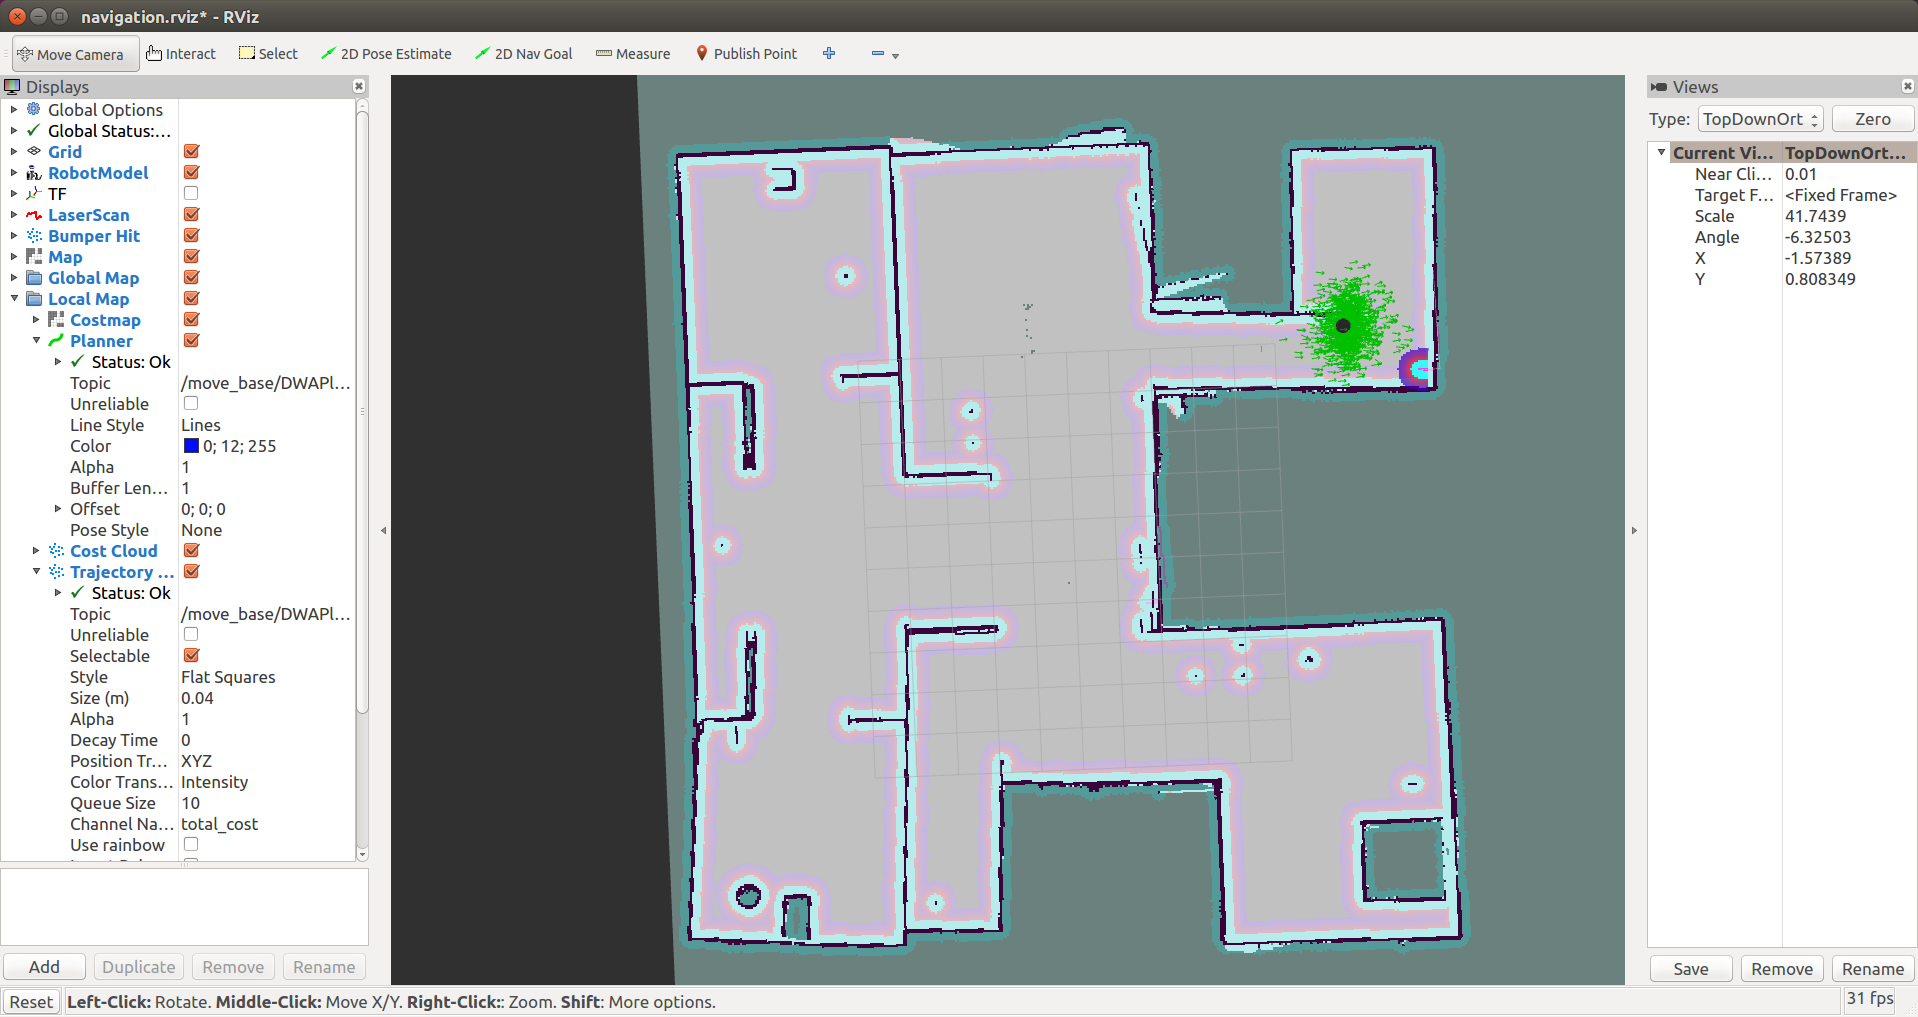 navigation.rviz* - RViz
Move Camera Interact Select 2D Pose Estimate 2D Nav Goal Measure Publish Point
Displays
Global Options
Global Status:...
Grid
RobotModel
TF
LaserScan
Bumper Hit
Map
Global Map
Local Map
Costmap
Planner
Status: Ok
Topic /move_base/DWAPl...
Unreliable
Line Style Lines
Color 0; 12; 255
Alpha 1
Buffer Len... 1
Offset 0; 0; 0
Pose Style None
Cost Cloud
Trajectory ...
Status: Ok
Topic /move_base/DWAPl...
Unreliable
Selectable
Style Flat Squares
Size (m) 0.04
Alpha 1
Decay Time 0
Position Tr... XYZ
Color Trans... Intensity
Queue Size 10
Channel Na... total_cost
Use rainbow
Add Duplicate Remove Rename
Views
Type: TopDownOrt Zero
Current Vi... TopDownOrt...
Near Cli... 0.01
Target F... <Fixed Frame>
Scale 41.7439
Angle -6.32503
X -1.57389
Y 0.808349
Save Remove Rename
Reset Left-Click: Rotate. Middle-Click: Move X/Y. Right-Click:: Zoom. Shift: More options.
31 fps